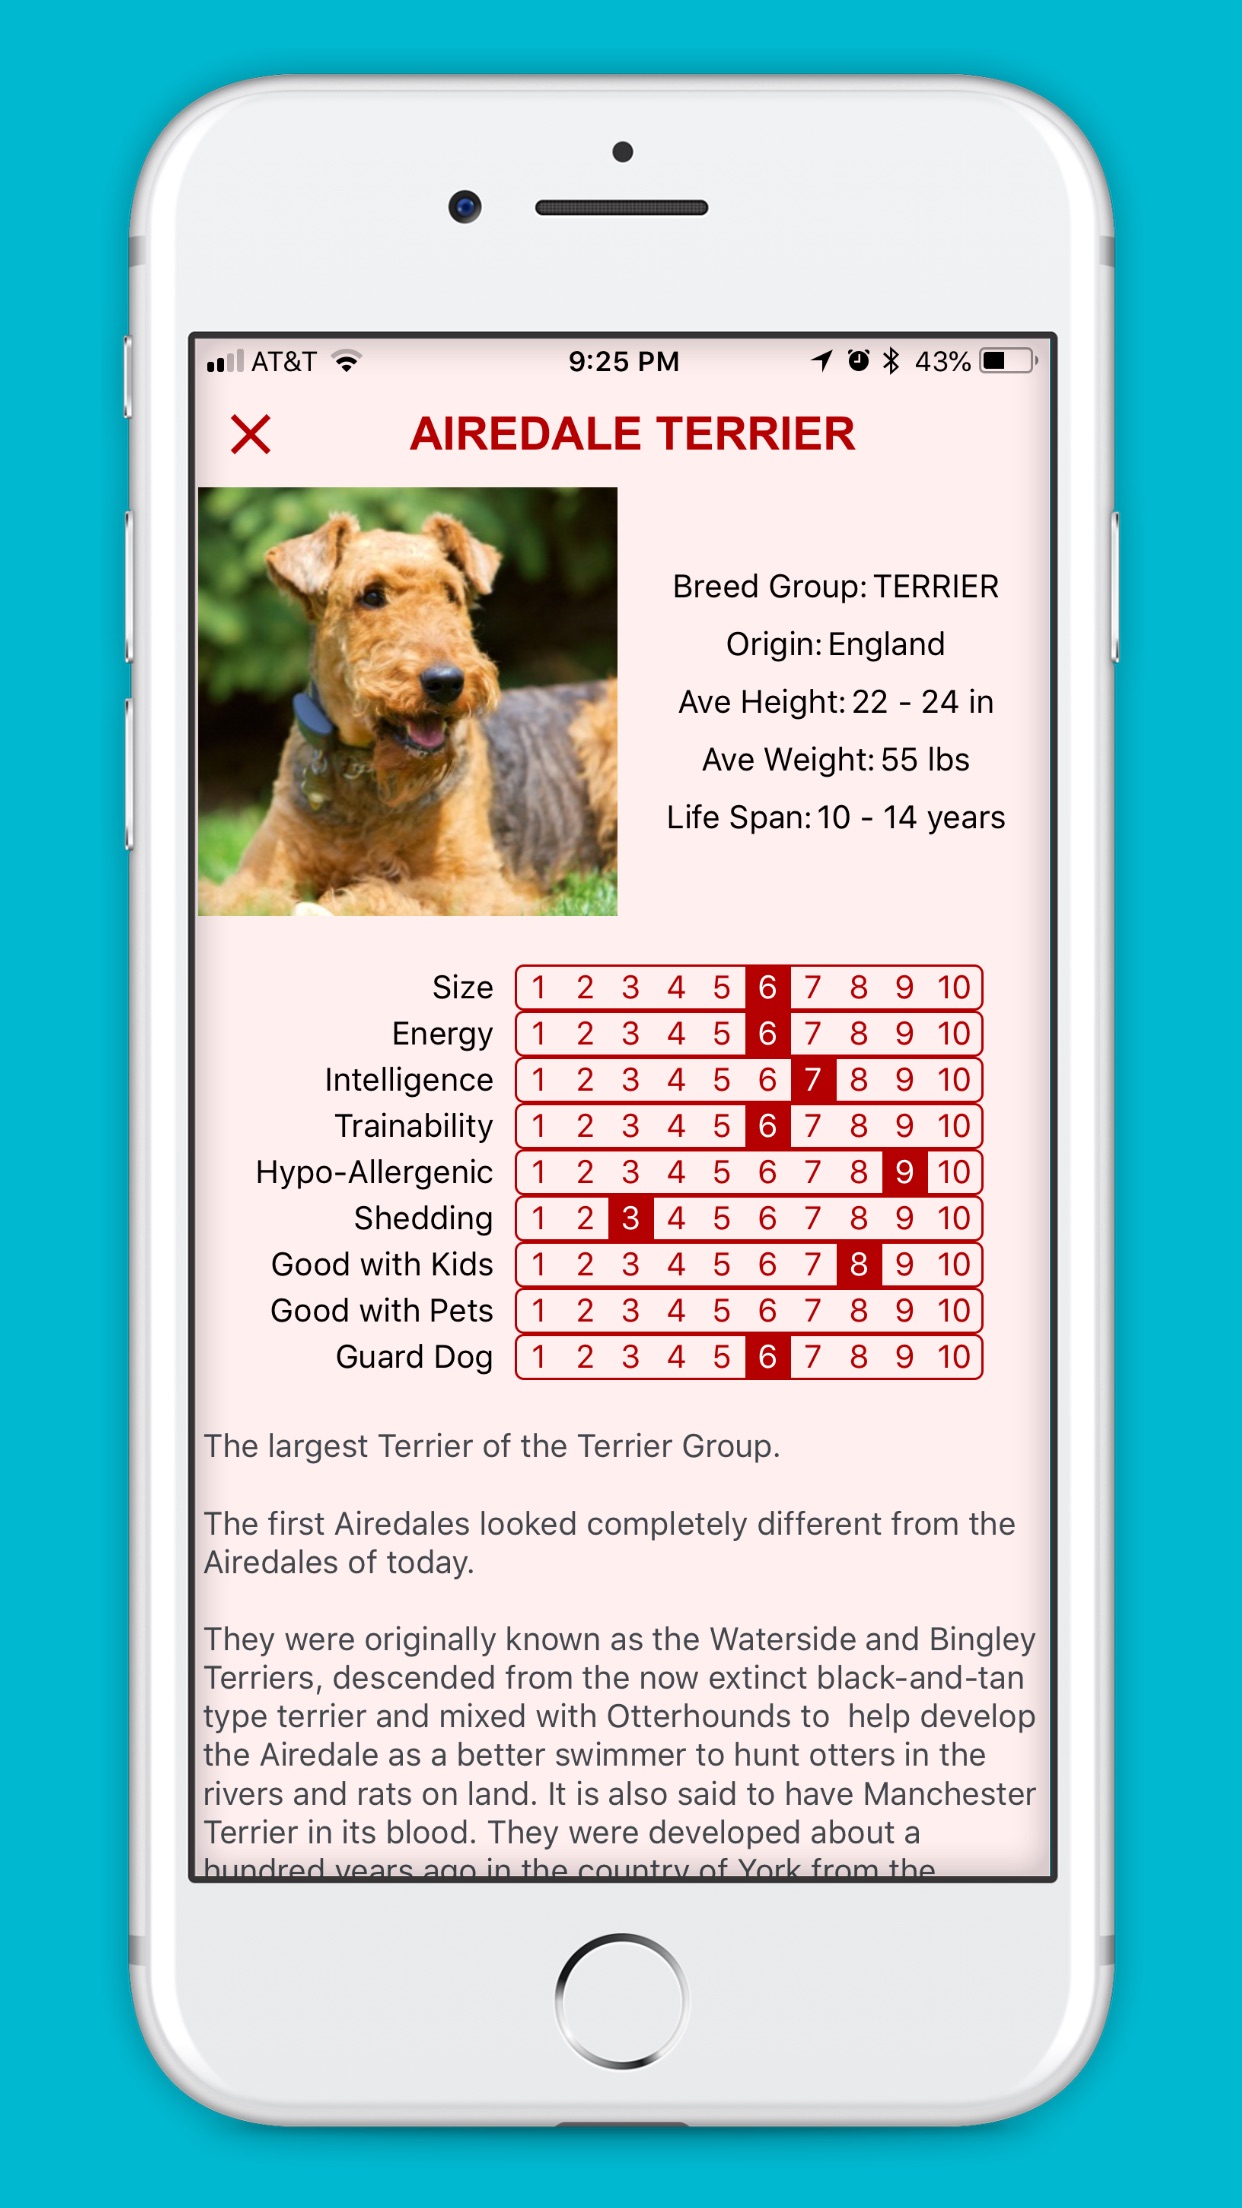 AT&T 9:25 PM 43%
AIREDALE TERRIER
Breed Group: TERRIER
Origin: England
Ave Height: 22 - 24 in
Ave Weight: 55 lbs
Life Span: 10 - 14 years
Size 1 2 3 4 5 6 7 8 9 10
Energy 1 2 3 4 5 6 7 8 9 10
Intelligence 1 2 3 4 5 6 7 8 9 10
Trainability 1 2 3 4 5 6 7 8 9 10
Hypo-Allergenic 1 2 3 4 5 6 7 8 9 10
Shedding 1 2 3 4 5 6 7 8 9 10
Good with Kids 1 2 3 4 5 6 7 8 9 10
Good with Pets 1 2 3 4 5 6 7 8 9 10
Guard Dog 1 2 3 4 5 6 7 8 9 10
The largest Terrier of the Terrier Group.
The first Airedales looked completely different from the
Airedales of today.
They were originally known as the Waterside and Bingley
Terriers, descended from the now extinct black-and-tan
type terrier and mixed with Otterhounds to  help develop
the Airedale as a better swimmer to hunt otters in the
rivers and rats on land. It is also said to have Manchester
Terrier in its blood. They were developed about a
hundred years ago in the country of York from the